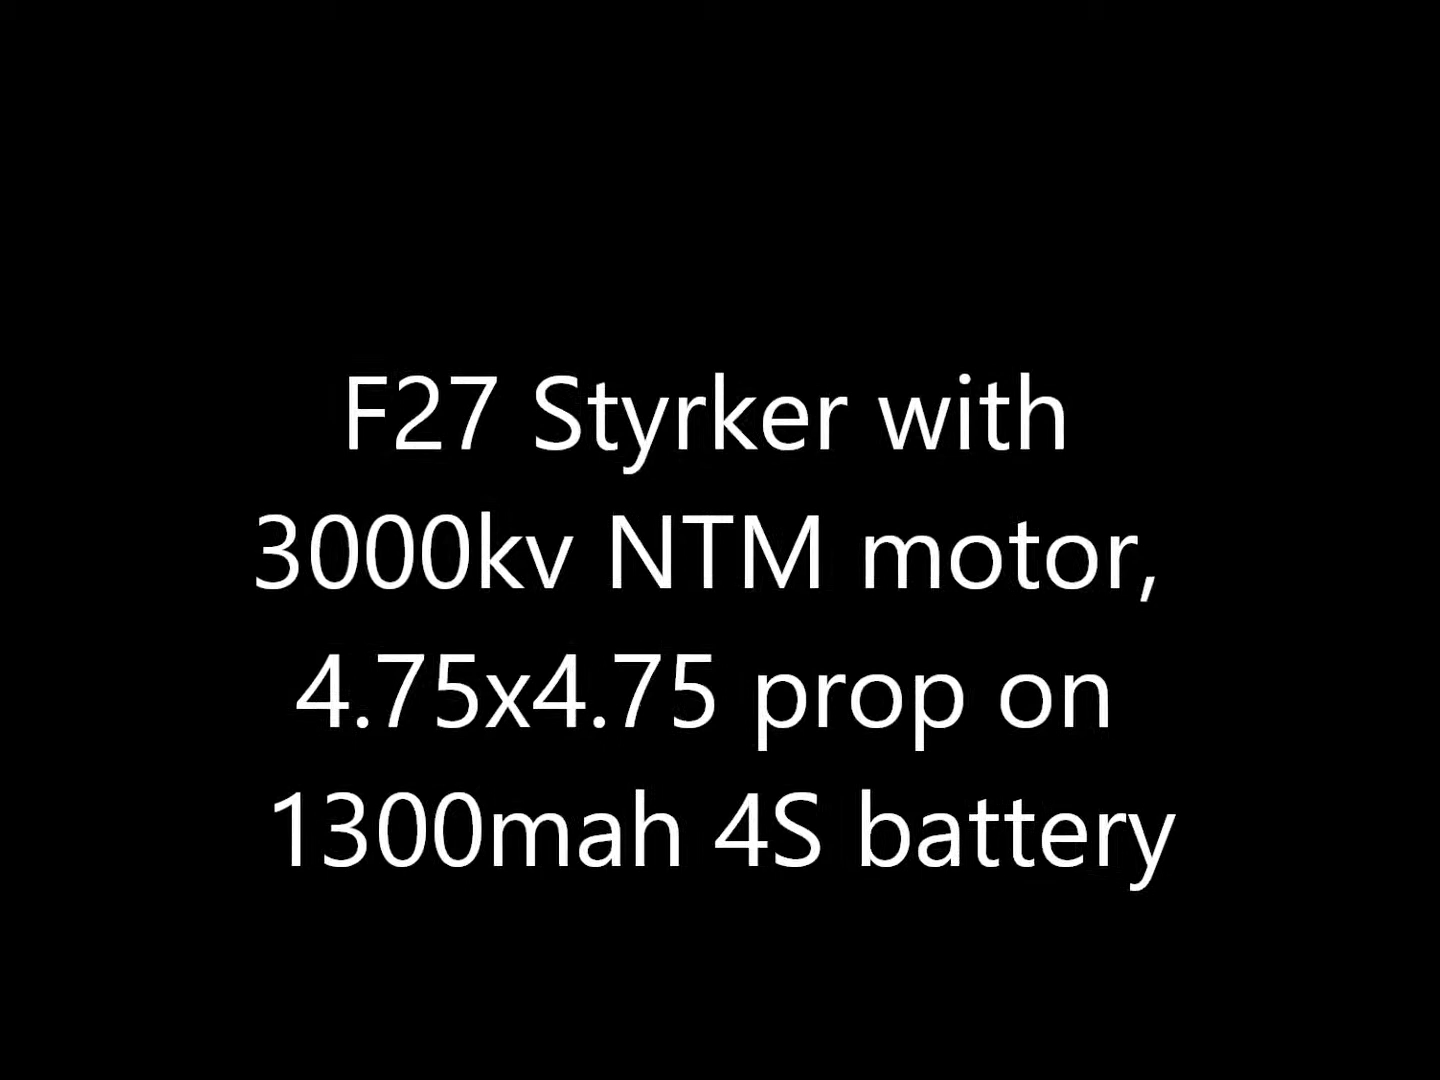 F27 Styrker with
3000kv NTM motor,
4.75x4.75 prop on
1300mah 4S battery